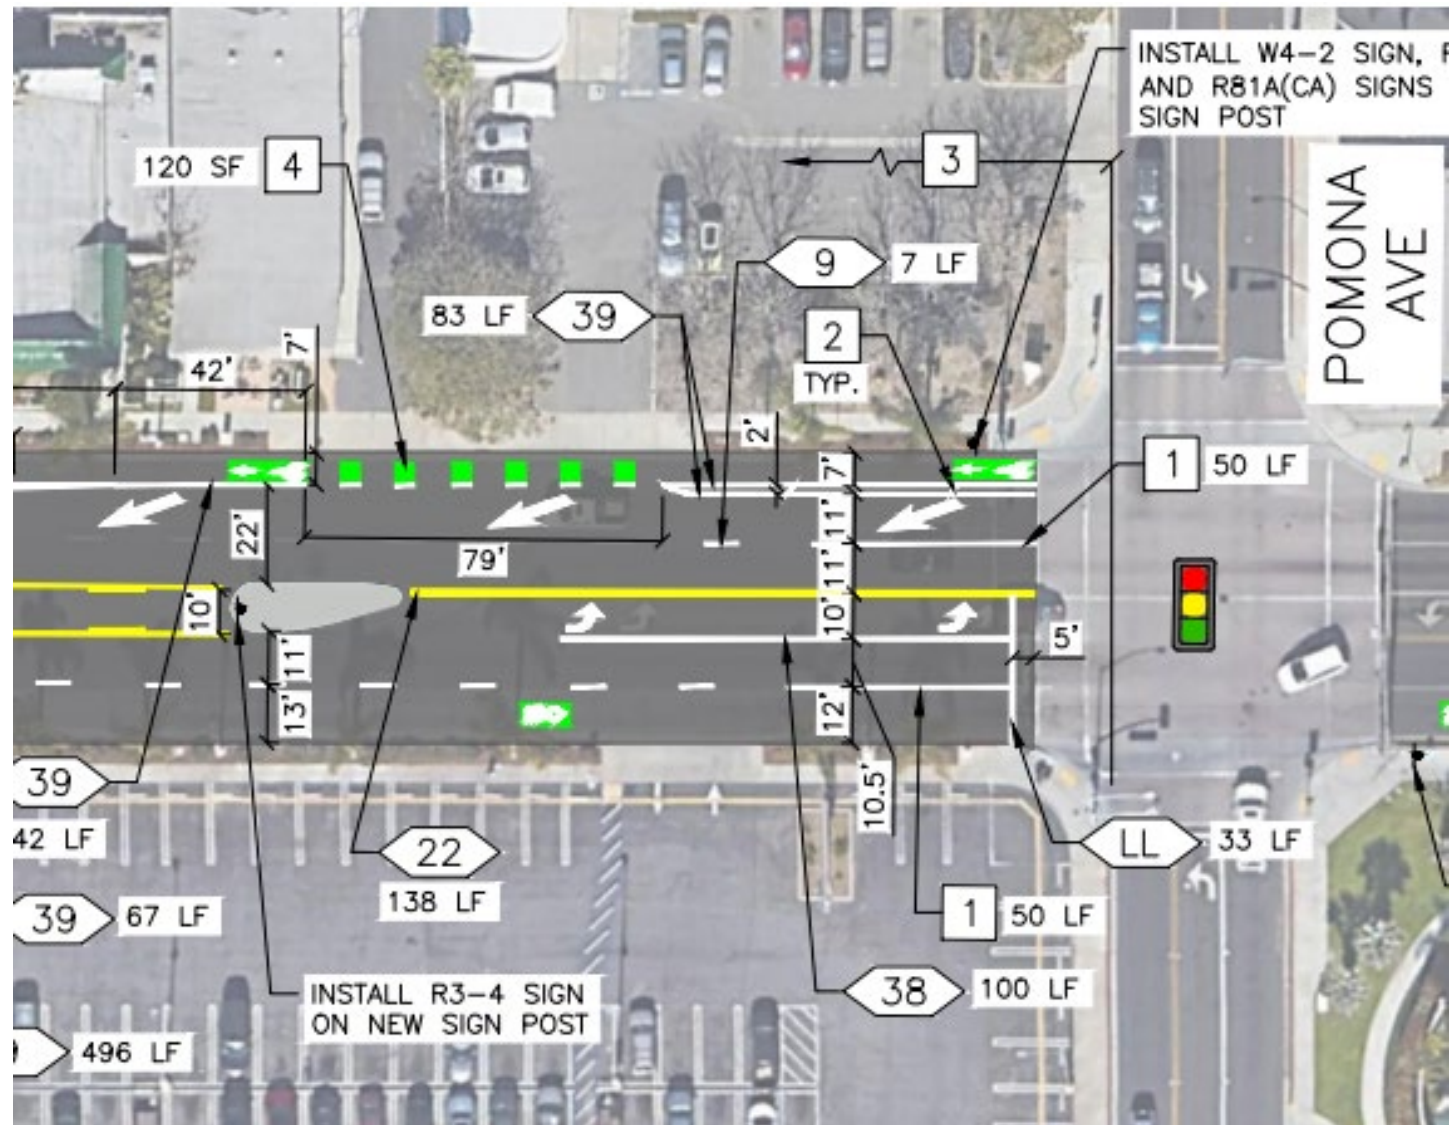 INSTALL W4-2 SIGN,
AND R81A(CA) SIGNS
SIGN POST
120 SF 4
3
POMONA
AVE
9 7 LF
83 LF 39
2
TYP.
7'
42'
2'
7'
1 50 LF
11'
22'
79'
11'
10'
10'
5'
11'
13'
12'
10.5'
39
42 LF
22
138 LF
LL 33 LF
39 67 LF
1 50 LF
38 100 LF
INSTALL R3-4 SIGN
ON NEW SIGN POST
496 LF